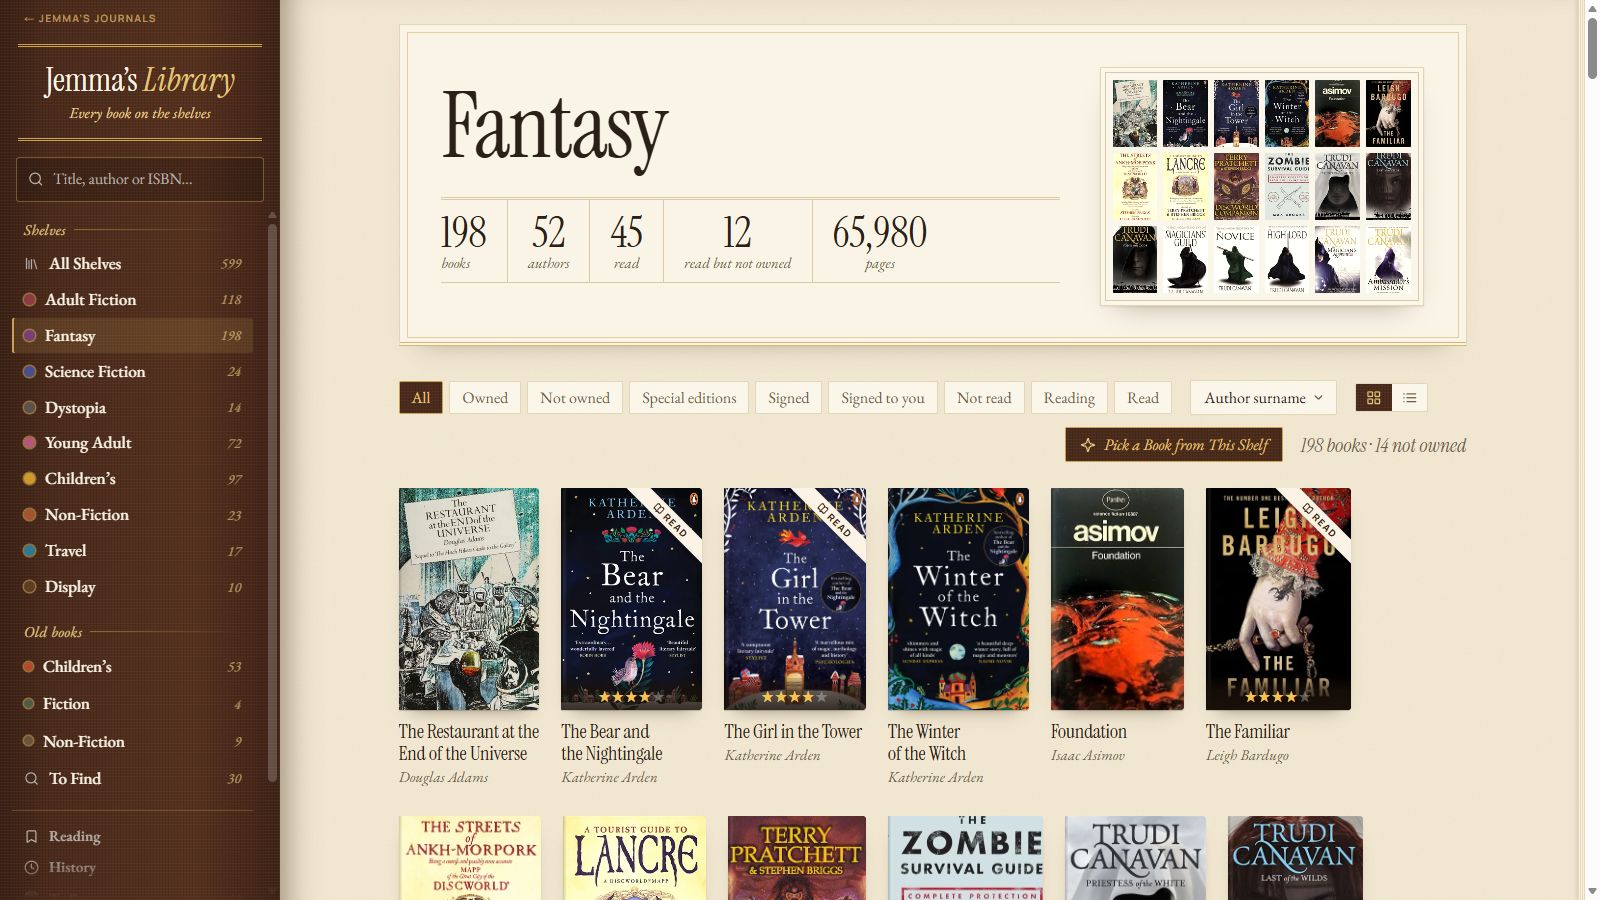 ← JEMMA'S JOURNALS
Jemma's Library
Every book on the shelves
Title, author or ISBN...
Shelves
All Shelves 599
Adult Fiction 118
Fantasy 198
Science Fiction 24
Dystopia 14
Young Adult 72
Children's 97
Non-Fiction 23
Travel 17
Display 10
Old books
Children's 53
Fiction 4
Non-Fiction 9
To Find 30
Reading
History
Fantasy
198 books
52 authors
45 read
12 read but not owned
65,980 pages
All Owned Not owned Special editions Signed Signed to you Not read Reading Read Author surname
Pick a Book from This Shelf 198 books · 14 not owned
The
RESTAURANT
at the END of the
UNIVERSE
Douglas Adams
KATHERINE
ARDEN
READ
The
Bear
and the
Nightingale
KATHERINE
ARDEN
READ
The
Girl
in the
Tower
KATHERINE
ARDEN
The
Winter
of the
Witch
Panther
asimov
Foundation
LEIGH
BARDUGO
READ
THE
FAMILIAR
The Restaurant at the
End of the Universe
Douglas Adams
The Bear and
the Nightingale
Katherine Arden
The Girl in the Tower
Katherine Arden
The Winter
of the Witch
Katherine Arden
Foundation
Isaac Asimov
The Familiar
Leigh Bardugo
THE STREETS
of
ANKH-MORPORK
DISCWORLD
A TOURIST GUIDE TO
LANCRE
A DISCWORLD MAPP
TERRY
PRATCHETT
& STEPHEN BRIGGS
THE
ZOMBIE
SURVIVAL GUIDE
COMPLETE PROTECTION
TRUDI
CANAVAN
PRIESTESS of the WHITE
TRUDI
CANAVAN
LAST of the WILDS